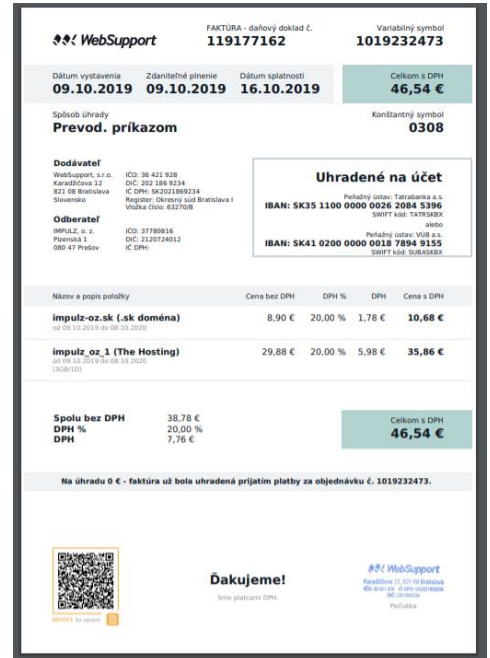 WebSupport
FAKTÚRA - daňový doklad č.
119177162
Variabilný symbol
1019232473
Dátum vystavenia
09.10.2019
Zdaniteľné plnenie
09.10.2019
Dátum splatnosti
16.10.2019
Celkom s DPH
46,54 €
Spôsob úhrady
Prevod. príkazom
Konštantný symbol
0308
Dodávateľ
WebSupport, s.r.o.
Karadžičova 12
821 08 Bratislava
Slovensko
IČO: 36 421 928
DIČ: 202 186 9234
IČ DPH: SK2021869234
Register: Okresný súd Bratislava I
Vložka číslo: 63270/B
Odberateľ
IMPULZ, o. z.
Plzenská 1
080 47 Prešov
IČO: 37780816
DIČ: 2120724012
IČ DPH:
Uhradené na účet
Peňažný ústav: Tatrabanka a.s.
IBAN: SK35 1100 0000 0026 2084 5396
SWIFT kód: TATRSKBX
alebo
Peňažný ústav: VÚB a.s.
IBAN: SK41 0200 0000 0018 7894 9155
SWIFT kód: SUBASKBX
Názov a popis položky Cena bez DPH DPH % DPH Cena s DPH
impulz-oz.sk (.sk doména) 8,90 € 20,00 % 1,78 € 10,68 €
od 09.10.2019 do 08.10.2020
impulz_oz_1 (The Hosting) 29,88 € 20,00 % 5,98 € 35,86 €
od 09.10.2019 do 08.10.2020
(3GB/1D)
Spolu bez DPH 38,78 €
DPH % 20,00 %
DPH 7,76 €
Celkom s DPH
46,54 €
Na úhradu 0 € - faktúra už bola uhradená prijatím platby za objednávku č. 1019232473.
Ďakujeme!
Sme platcami DPH.
INVOICE by square
WebSupport
Karadžičova 12, 821 08 Bratislava
Pečiatka